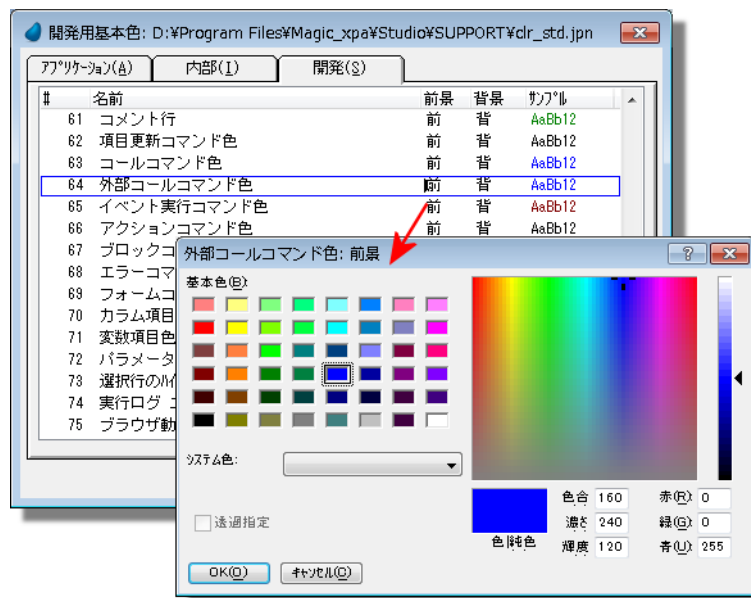 開発用基本色: D:¥Program Files¥Magic_xpa¥Studio¥SUPPORT¥clr_std.jpn
ｱﾌﾟﾘｹｰｼｮﾝ(A) 内部(I) 開発(S)
# 名前 前景 背景 ｻﾝﾌﾟﾙ
61 コメント行 前 背 AaBb12
62 項目更新コマンド色 前 背 AaBb12
63 コールコマンド色 前 背 AaBb12
64 外部コールコマンド色 前 背 AaBb12
65 イベント実行コマンド色 前 背 AaBb12
66 アクションコマンド色 前 背 AaBb12
67 ブロックコ
68 エラーコマ
69 フォームコ
70 カラム項目
71 変数項目色
72 パラメータ
73 選択行のﾊｲ
74 実行ログ
75 ブラウザ動
外部コールコマンド色: 前景
基本色(B):
ｼｽﾃﾑ色:
透過指定
色|純色
色合 160
濃さ 240
輝度 120
赤(R): 0
緑(G): 0
青(U): 255
OK(O) ｷｬﾝｾﾙ(C)